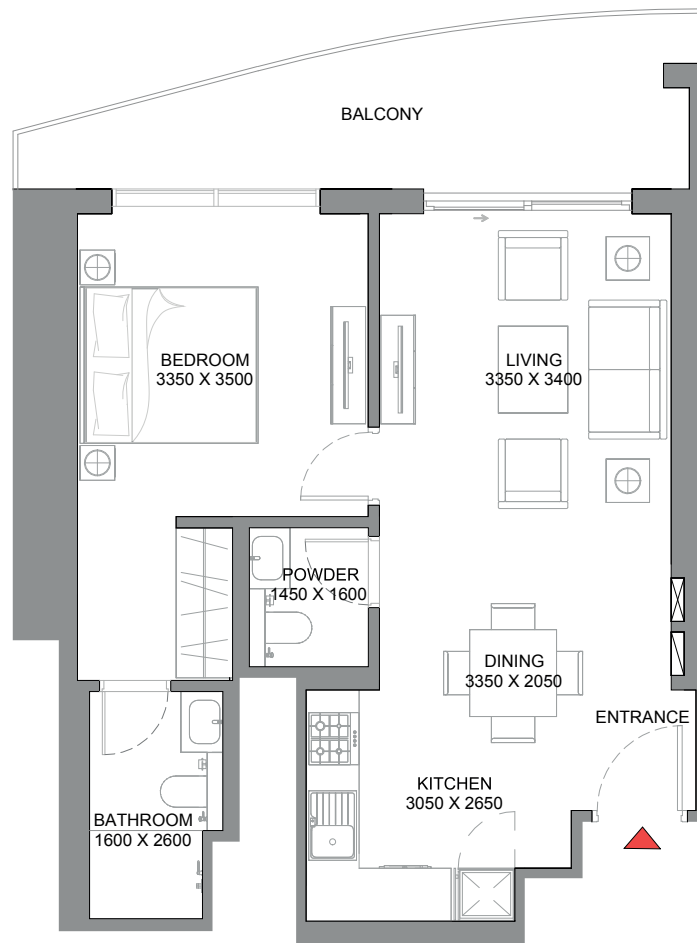 BALCONY
BEDROOM
3350 X 3500
LIVING
3350 X 3400
POWDER
1450 X 1600
DINING
3350 X 2050
ENTRANCE
KITCHEN
3050 X 2650
BATHROOM
1600 X 2600